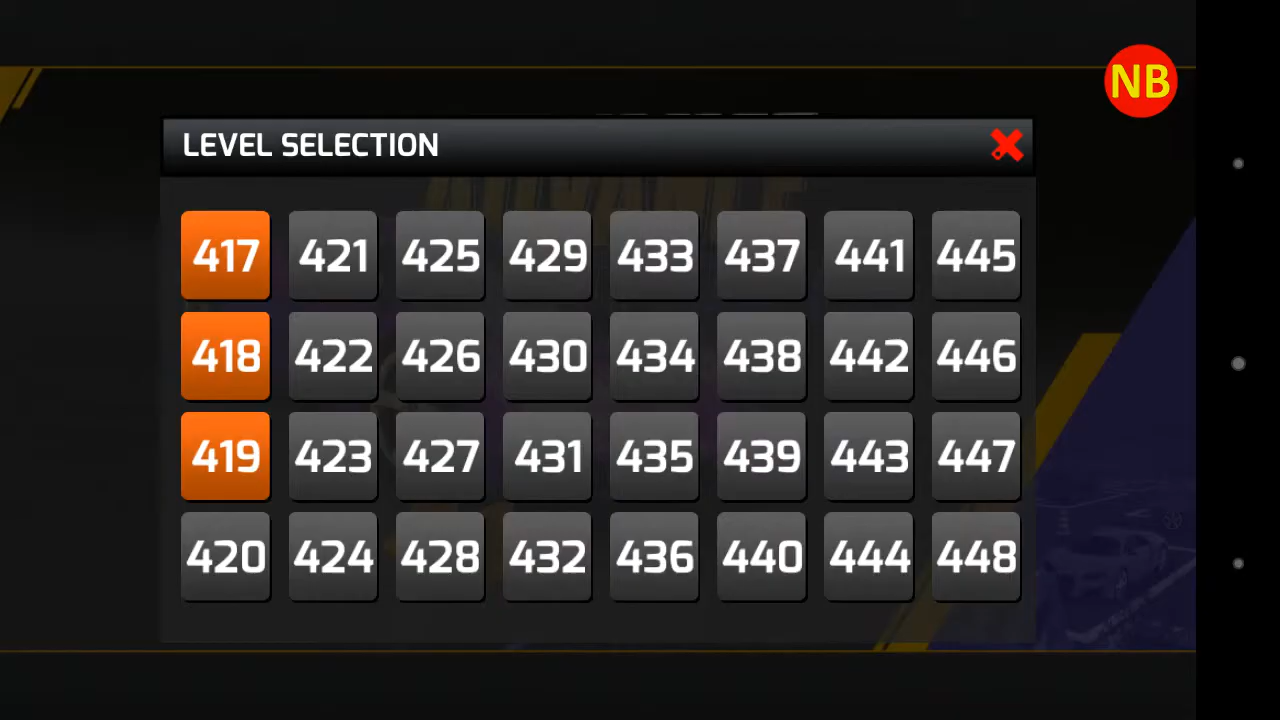 NB
LEVEL SELECTION
417 421 425 429 433 437 441 445
418 422 426 430 434 438 442 446
419 423 427 431 435 439 443 447
420 424 428 432 436 440 444 448